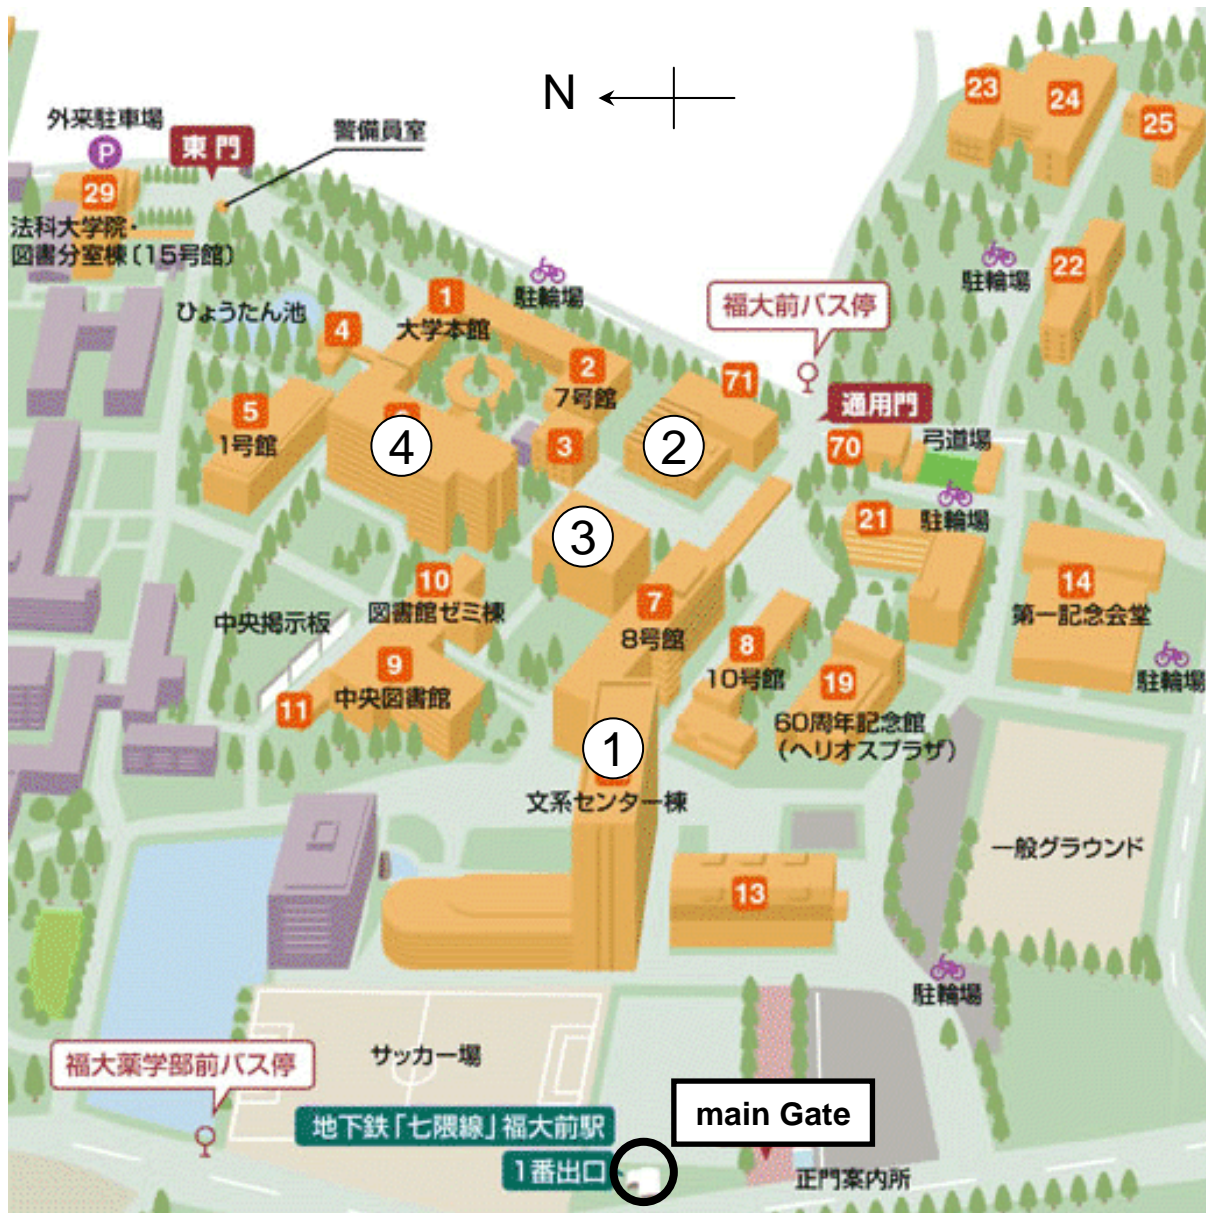 N
外来駐車場
P
東門
警備員室
29
法科大学院・
図書分室棟(15号館)
ひょうたん池
駐輪場
1
大学本館
4
2
7号館
5
1号館
3
④
②
71
福大前バス停
通用門
70
弓道場
駐輪場
23
24
25
22
駐輪場
21
14
第一記念会堂
駐輪場
③
10
図書館ゼミ棟
中央掲示板
9
中央図書館
11
7
8号館
8
10号館
19
60周年記念館
(ヘリオスプラザ)
①
文系センター棟
13
一般グラウンド
駐輪場
サッカー場
福大薬学部前バス停
地下鉄「七隈線」福大前駅
1番出口
main Gate
正門案内所